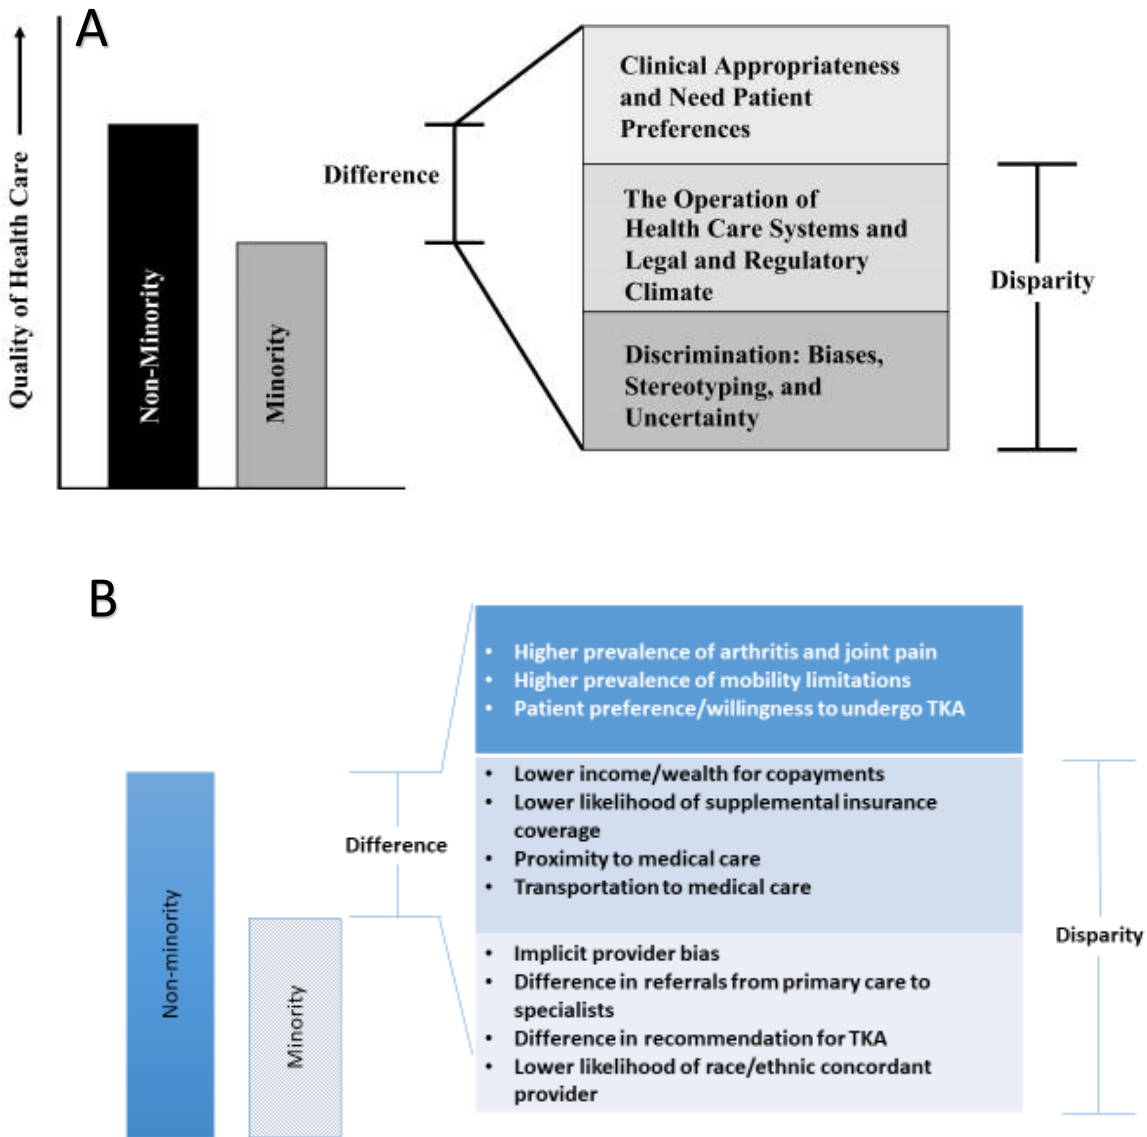 A
Quality of Health Care
Non-Minority
Minority
Difference
Clinical Appropriateness
and Need Patient
Preferences
The Operation of
Health Care Systems and
Legal and Regulatory
Climate
Discrimination: Biases,
Stereotyping, and
Uncertainty
Disparity
B
Non-minority
Minority
Difference
• Higher prevalence of arthritis and joint pain
• Higher prevalence of mobility limitations
• Patient preference/willingness to undergo TKA
• Lower income/wealth for copayments
• Lower likelihood of supplemental insurance
coverage
• Proximity to medical care
• Transportation to medical care
• Implicit provider bias
• Difference in referrals from primary care to
specialists
• Difference in recommendation for TKA
• Lower likelihood of race/ethnic concordant
provider
Disparity